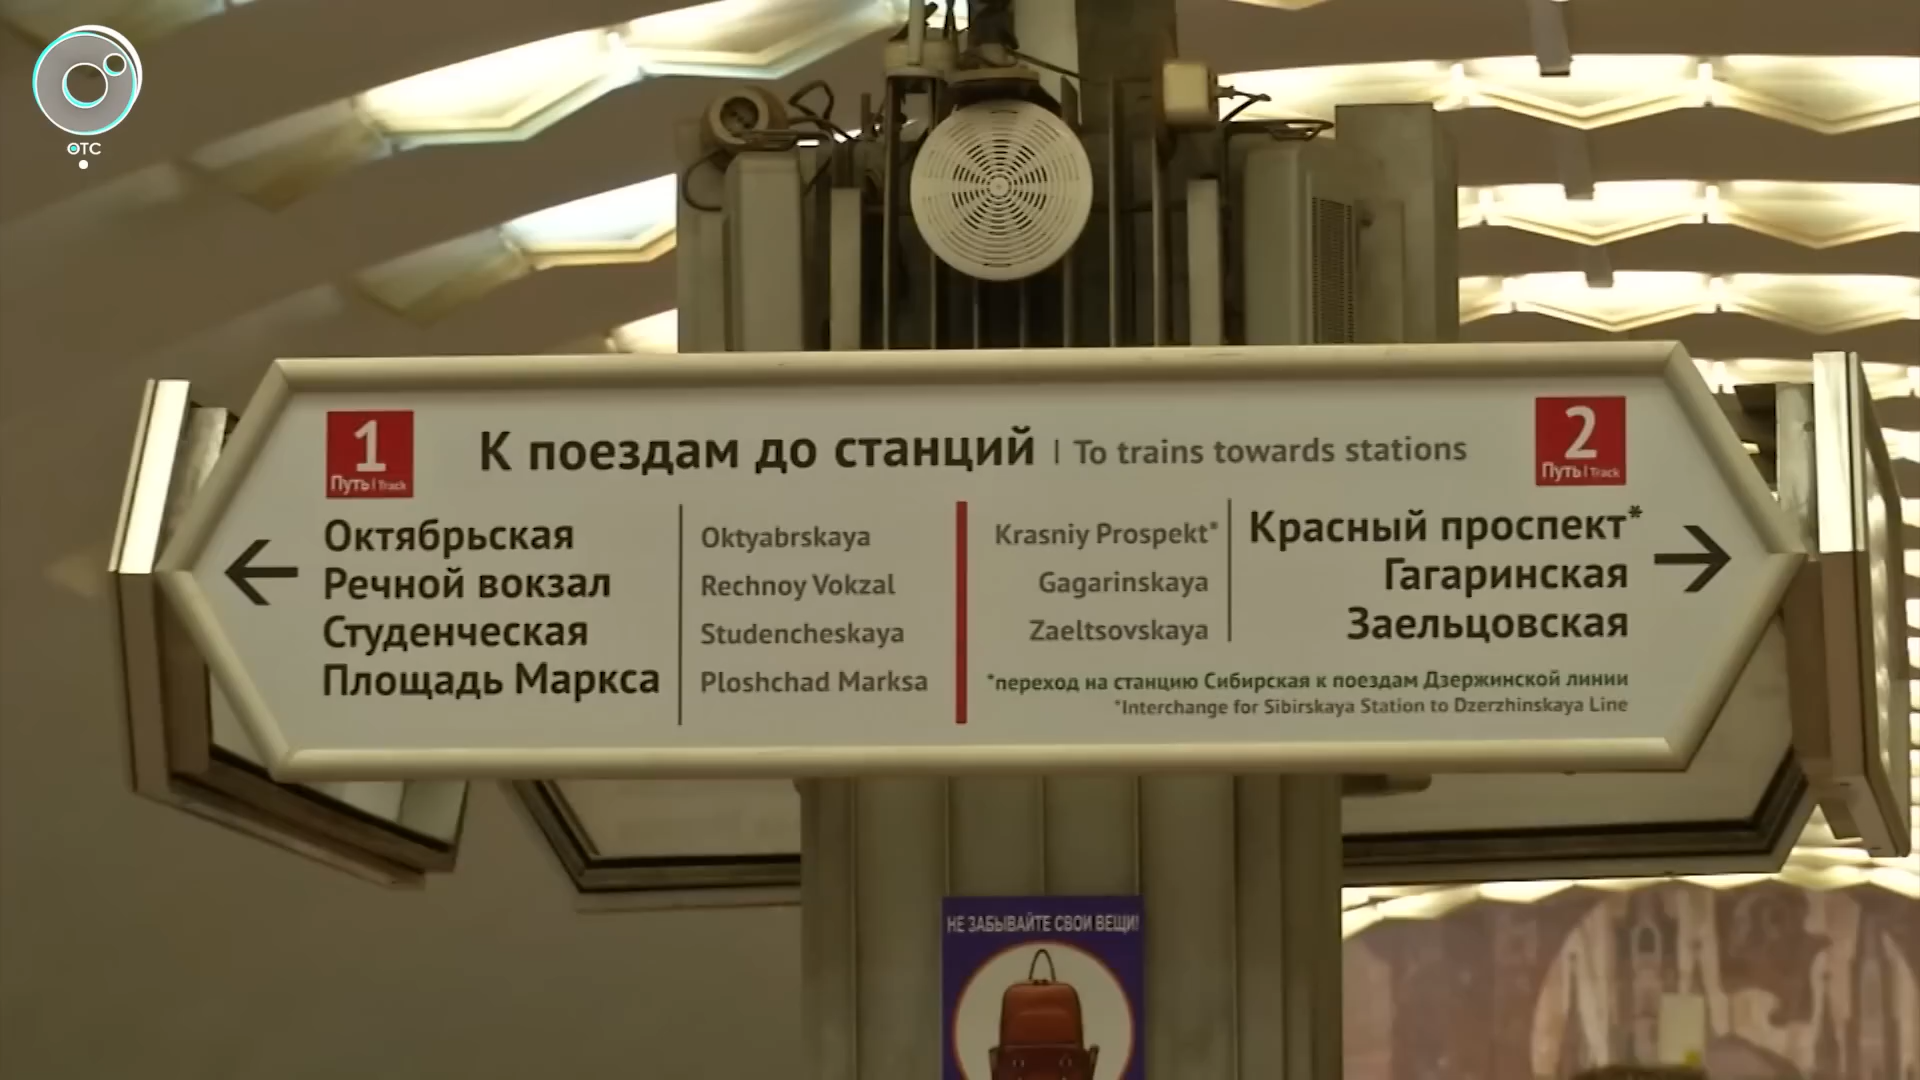 ОТС
1
Путь | Track
К поездам до станций | To trains towards stations
2
Путь | Track
Октябрьская
Речной вокзал
Студенческая
Площадь Маркса
Oktyabrskaya
Rechnoy Vokzal
Studencheskaya
Ploshchad Marksa
Krasniy Prospekt*
Gagarinskaya
Zaeltsovskaya
Красный проспект*
Гагаринская
Заельцовская
*переход на станцию Сибирская к поездам Дзержинской линии
*Interchange for Sibirskaya Station to Dzerzhinskaya Line
НЕ ЗАБЫВАЙТЕ СВОИ ВЕЩИ!